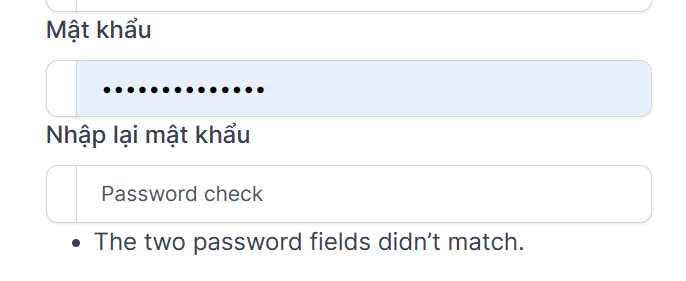 Mật khẩu
••••••••••••••
Nhập lại mật khẩu
Password check
• The two password fields didn’t match.